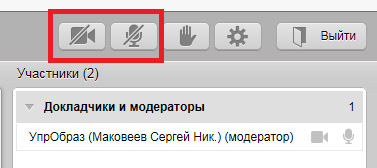 Выйти
Участники (2)
Докладчики и модераторы 1
УпрОбраз (Маковеев Сергей Ник.) (модератор)